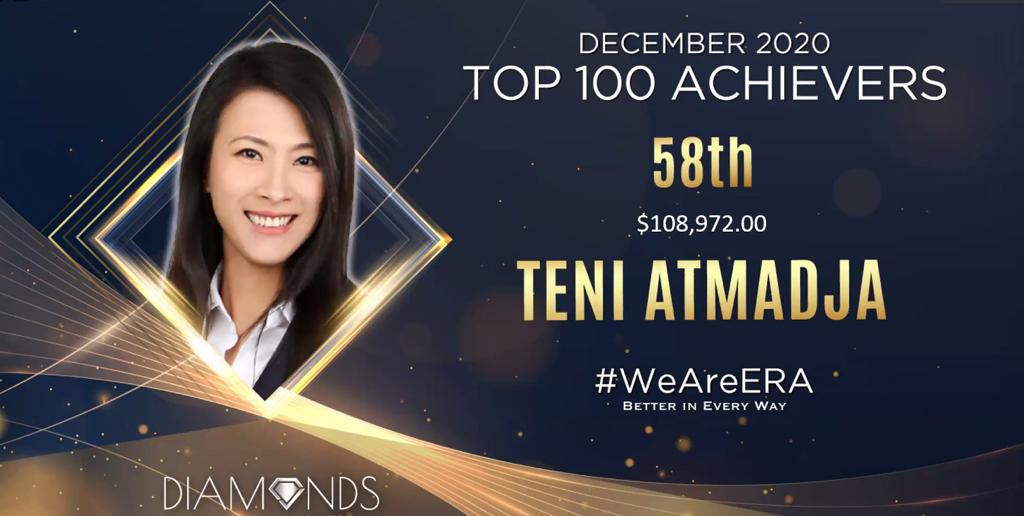 DECEMBER 2020
TOP 100 ACHIEVERS
58th
$108,972.00
TENI ATMADJA
#WeAreERA
BETTER IN EVERY WAY
DIAMONDS